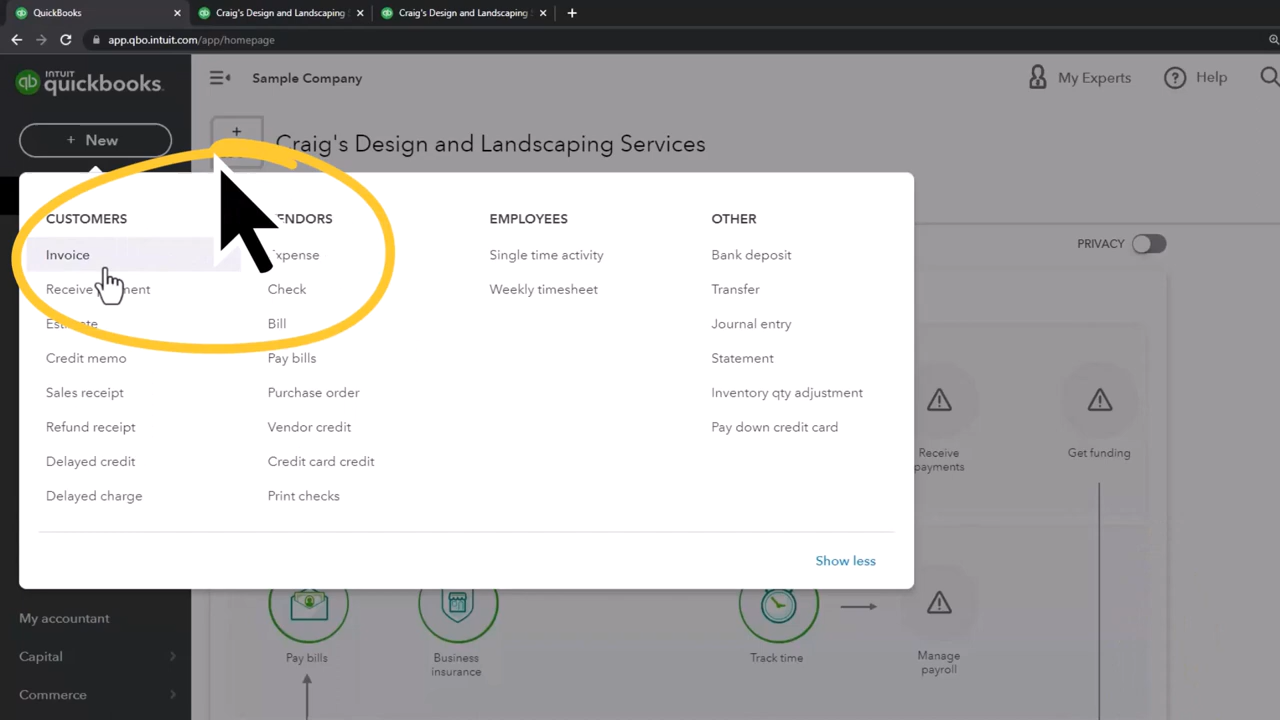 QuickBooks
Craig's Design and Landscaping
Craig's Design and Landscaping
app.qbo.intuit.com/app/homepage
INTUIT
quickbooks.
Sample Company
My Experts
Help
+ New
+
Craig's Design and Landscaping Services
CUSTOMERS
Invoice
Receive payment
Estimate
Credit memo
Sales receipt
Refund receipt
Delayed credit
Delayed charge
VENDORS
Expense
Check
Bill
Pay bills
Purchase order
Vendor credit
Credit card credit
Print checks
EMPLOYEES
Single time activity
Weekly timesheet
OTHER
Bank deposit
Transfer
Journal entry
Statement
Inventory qty adjustment
Pay down credit card
Show less
PRIVACY
Receive
payments
Get funding
My accountant
Capital
Commerce
Pay bills
Business
insurance
Track time
Manage
payroll